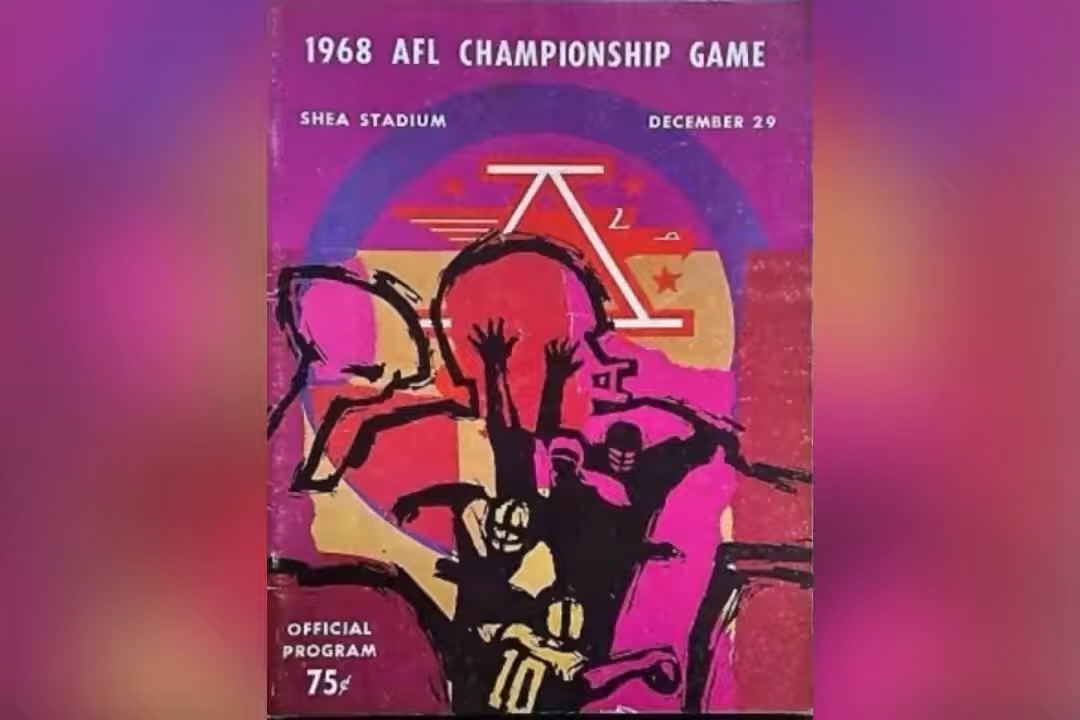 1968 AFL CHAMPIONSHIP GAME
SHEA STADIUM DECEMBER 29
A
L
10
OFFICIAL
PROGRAM
75¢